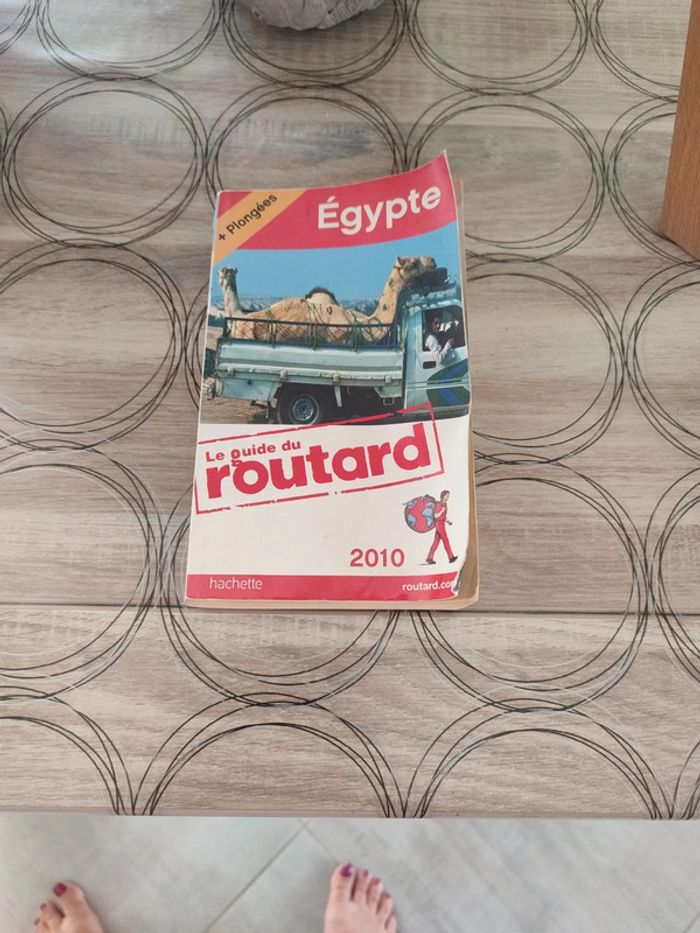 + Plongées
Égypte
Le guide du
routard
2010
hachette
routard.co